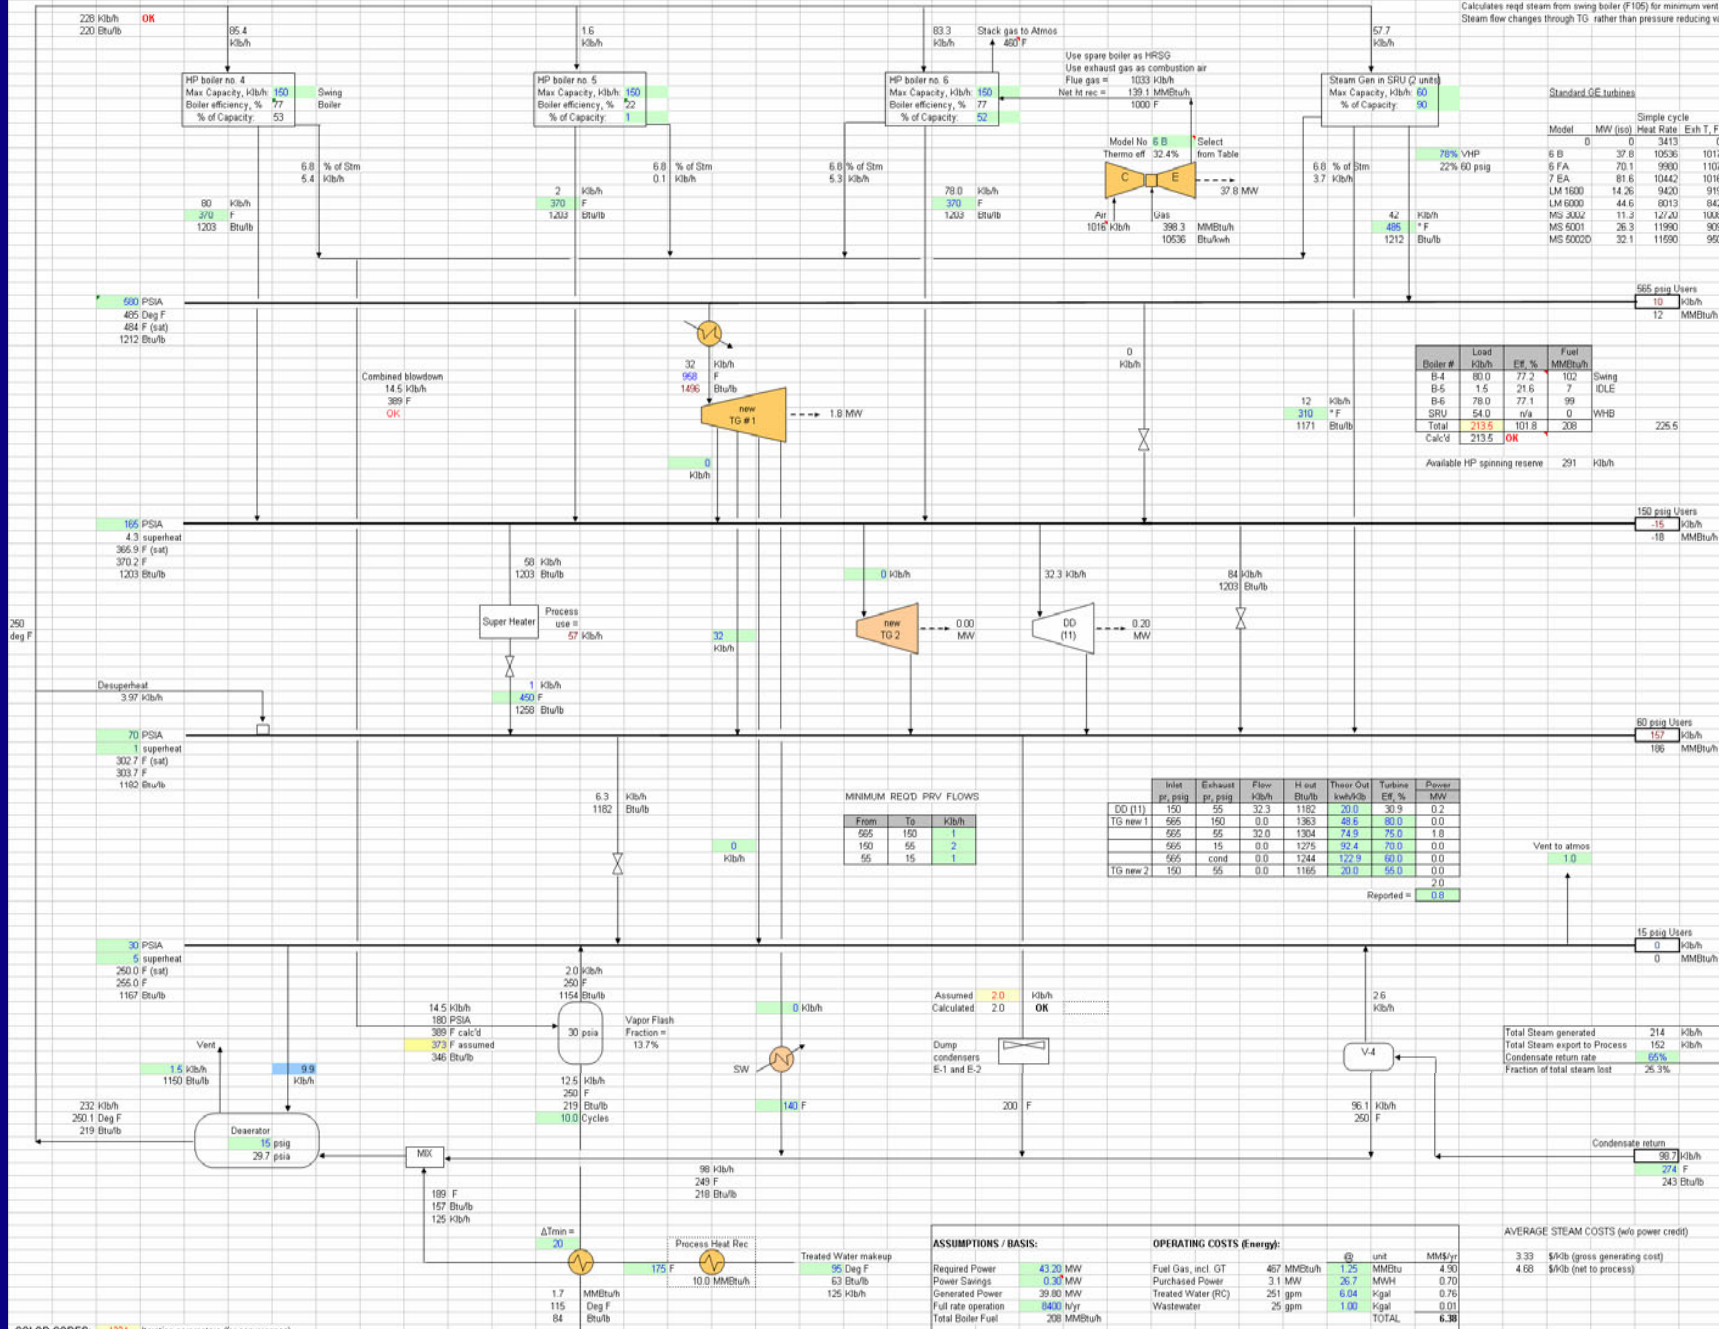 228 Klb/h OK
220 Btu/lb
85.4
Klb/h
1.6
Klb/h
83.3
Klb/h
Stack gas to Atmos
460 °F
57.7
Klb/h
Calculates reqd steam from swing boiler (F105) for minimum vent
Steam flow changes through TG rather than pressure reducing va
Use spare boiler as HRSG
Use exhaust gas as combustion air
Flue gas = 1033 Klb/h
Net ht rec = 139.1 MMBtu/h
1000 F
HP boiler no. 4
Max Capacity, Klb/h: 150 Swing
Boiler efficiency, % 77 Boiler
% of Capacity: 53
HP boiler no. 5
Max Capacity, Klb/h: 150
Boiler efficiency, % 22
% of Capacity: 1
HP boiler no. 6
Max Capacity, Klb/h: 150
Boiler efficiency, % 77
% of Capacity: 52
Steam Gen in SRU (2 units)
Max Capacity, Klb/h: 60
% of Capacity: 90
Standard GE turbines
Simple cycle
Model MW (iso) Heat Rate Exh T, F
0 0 3413
6 B 37.8 10536
6 FA 70.1 9980
7 EA 81.6 10442
LM 1600 14.26 9420
LM 6000 44.6 8013
MS 3002 11.3 12720
MS 5001 26.3 11990
MS 5002D 32.1 11590
Model No 6 B Select
Thermo eff 32.4% from Table
C E
37.8 MW
Air Gas
1016 Klb/h 398.3 MMBtu/h
10536 Btu/kwh
6.8 % of Stm
5.4 Klb/h
80 Klb/h
370 F
1203 Btu/lb
6.8 % of Stm
0.1 Klb/h
2 Klb/h
370 F
1203 Btu/lb
6.8 % of Stm
5.3 Klb/h
78.0 Klb/h
370 F
1203 Btu/lb
6.8 % of Stm
3.7 Klb/h
78% VHP
22% 60 psig
42 Klb/h
485 ° F
1212 Btu/lb
580 PSIA
485 Deg F
484 F (sat)
1212 Btu/lb
565 psig Users
10 Klb/h
12 MMBtu/h
32 Klb/h
958 F
1496 Btu/lb
new
TG #1
1.8 MW
0
Klb/h
Combined blowdown
14.5 Klb/h
389 F
OK
0
Klb/h
12 Klb/h
310 ° F
1171 Btu/lb
Load Fuel
Boiler # Klb/h Eff, % MMBtu/h
B-4 80.0 77.2 102 Swing
B-5 1.5 21.6 7 IDLE
B-6 78.0 77.1 99
SRU 54.0 n/a 0 WHB
Total 213.5 101.8 208 225.5
Calc'd 213.5 OK
Available HP spinning reserve 291 Klb/h
165 PSIA
4.3 superheat
365.9 F (sat)
370.2 F
1203 Btu/lb
150 psig Users
-15 Klb/h
-18 MMBtu/h
58 Klb/h
1203 Btu/lb
0 Klb/h
32.3 Klb/h
84 Klb/h
1203 Btu/lb
250
deg F
Super Heater
Process
use =
57 Klb/h
32
Klb/h
new
TG 2
0.00
MW
DD
(11)
0.20
MW
1 Klb/h
450 F
1258 Btu/lb
Desuperheat
3.97 Klb/h
70 PSIA
1 superheat
302.7 F (sat)
303.7 F
1182 Btu/lb
60 psig Users
157 Klb/h
186 MMBtu/h
6.3 Klb/h
1182 Btu/lb
0
Klb/h
MINIMUM REQ'D PRV FLOWS
From To Klb/h
565 150 1
150 55 2
55 15 1
Inlet Exhaust Flow H out Theor Out Turbine Power
pr, psig pr, psig Klb/h Btu/lb kwh/Klb Eff, % MW
DD (11) 150 55 32.3 1182 20.0 30.9 0.2
TG new 1 565 150 0.0 1363 48.6 80.0 0.0
565 55 32.0 1304 74.9 75.0 1.8
565 15 0.0 1275 92.4 70.0 0.0
565 cond 0.0 1244 122.9 60.0 0.0
TG new 2 150 55 0.0 1165 20.0 55.0 0.0
2.0
Reported = 0.8
Vent to atmos
1.0
30 PSIA
5 superheat
250.0 F (sat)
255.0 F
1167 Btu/lb
15 psig Users
0 Klb/h
0 MMBtu/h
2.0 Klb/h
250 F
1154 Btu/lb
14.5 Klb/h
180 PSIA
389 F calc'd
373 F assumed
346 Btu/lb
30 psia
Vapor Flash
Fraction =
13.7%
12.5 Klb/h
250 F
219 Btu/lb
10.0 Cycles
0 Klb/h
SW
140 F
Assumed 2.0 Klb/h
Calculated 2.0 OK
Dump
condensers
E-1 and E-2
200 F
2.6
Klb/h
V-4
96.1 Klb/h
250 F
Total Steam generated 214 Klb/h
Total Steam export to Process 152 Klb/h
Condensate return rate 65%
Fraction of total steam lost 25.3%
Vent
1.5 Klb/h
1150 Btu/lb
9.9
Klb/h
232 Klb/h
250.1 Deg F
219 Btu/lb
Deaerator
15 psig
29.7 psia
MIX
98 Klb/h
249 F
218 Btu/lb
Condensate return
98.7 Klb/h
274 F
243 Btu/lb
189 F
157 Btu/lb
125 Klb/h
ΔTmin =
20
175 F
Process Heat Rec
10.0 MMBtu/h
Treated Water makeup
95 Deg F
63 Btu/lb
125 Klb/h
1.7 MMBtu/h
115 Deg F
84 Btu/lb
ASSUMPTIONS / BASIS:
Required Power 43.20 MW
Power Savings 0.30 MW
Generated Power 39.80 MW
Full rate operation 8400 h/yr
Total Boiler Fuel 208 MMBtu/h
OPERATING COSTS (Energy):
@ unit MM$/yr
Fuel Gas, incl. GT 467 MMBtu/h 1.25 MMBtu 4.90
Purchased Power 3.1 MW 26.7 MWH 0.70
Treated Water (RC) 251 gpm 6.04 Kgal 0.76
Wastewater 25 gpm 1.00 Kgal 0.01
TOTAL 6.38
AVERAGE STEAM COSTS (w/o power credit)
3.33 $/Klb (gross generating cost)
4.68 $/Klb (net to process)